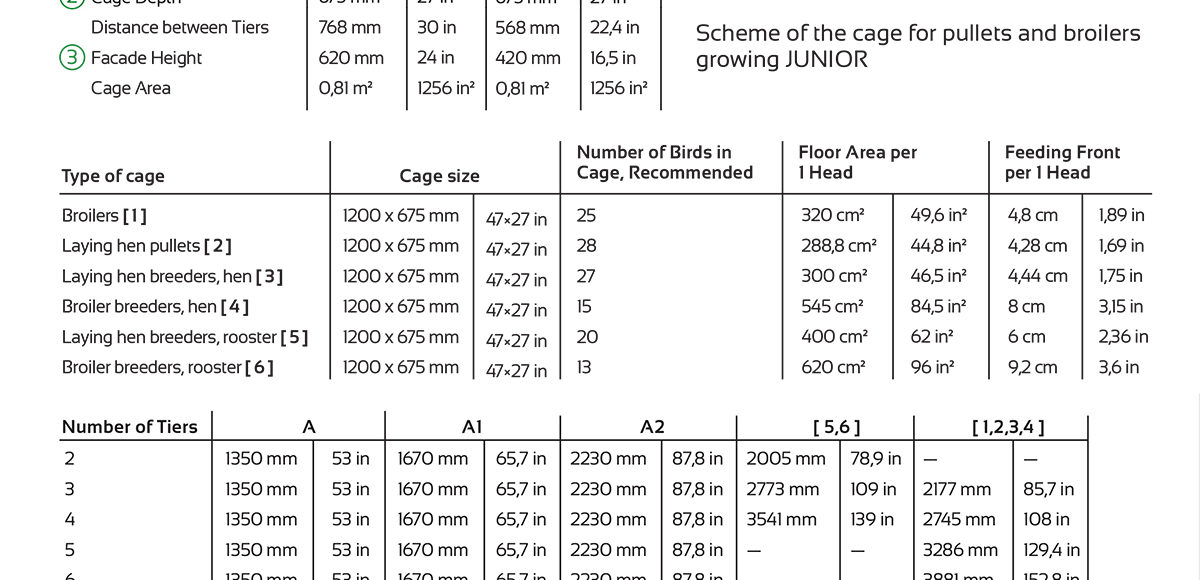 2 Cage Depth 675 mm 27 in 675 mm 27 in
Distance between Tiers 768 mm 30 in 568 mm 22,4 in
3 Facade Height 620 mm 24 in 420 mm 16,5 in
Cage Area 0,81 m² 1256 in² 0,81 m² 1256 in²
Scheme of the cage for pullets and broilers
growing JUNIOR
Type of cage Cage size Number of Birds in Cage, Recommended Floor Area per 1 Head Feeding Front per 1 Head
Broilers [ 1 ] 1200 x 675 mm 47×27 in 25 320 cm² 49,6 in² 4,8 cm 1,89 in
Laying hen pullets [ 2 ] 1200 x 675 mm 47×27 in 28 288,8 cm² 44,8 in² 4,28 cm 1,69 in
Laying hen breeders, hen [ 3 ] 1200 x 675 mm 47×27 in 27 300 cm² 46,5 in² 4,44 cm 1,75 in
Broiler breeders, hen [ 4 ] 1200 x 675 mm 47×27 in 15 545 cm² 84,5 in² 8 cm 3,15 in
Laying hen breeders, rooster [ 5 ] 1200 x 675 mm 47×27 in 20 400 cm² 62 in² 6 cm 2,36 in
Broiler breeders, rooster [ 6 ] 1200 x 675 mm 47×27 in 13 620 cm² 96 in² 9,2 cm 3,6 in
Number of Tiers A A1 A2 [ 5,6 ] [ 1,2,3,4 ]
2 1350 mm 53 in 1670 mm 65,7 in 2230 mm 87,8 in 2005 mm 78,9 in — —
3 1350 mm 53 in 1670 mm 65,7 in 2230 mm 87,8 in 2773 mm 109 in 2177 mm 85,7 in
4 1350 mm 53 in 1670 mm 65,7 in 2230 mm 87,8 in 3541 mm 139 in 2745 mm 108 in
5 1350 mm 53 in 1670 mm 65,7 in 2230 mm 87,8 in — — 3286 mm 129,4 in
6 1350 mm 53 in 1670 mm 65,7 in 2230 mm 87,8 in 3881 mm 152,8 in